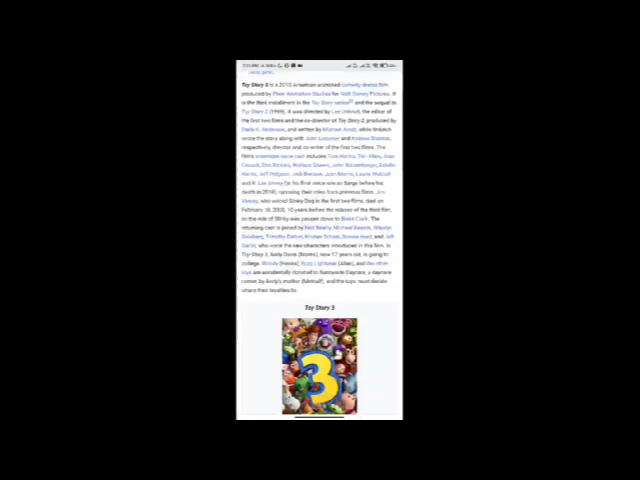 Toy Story 3 is a 2010 American animated comedy-drama film
produced by Pixar Animation Studios for Walt Disney Pictures. It
is the third installment in the Toy Story series and the sequel to
Toy Story 2 (1999). It was directed by Lee Unkrich, the editor of
the first two films and the co-director of Toy Story 2, produced by
Darla K. Anderson, and written by Michael Arndt, while Unkrich
wrote the story along with John Lasseter and Andrew Stanton,
respectively, director and co-writer of the first two films. The
film's ensemble voice cast includes Tom Hanks, Tim Allen, Joan
Cusack, Don Rickles, Wallace Shawn, John Ratzenberger, Estelle
Harris, Jeff Pidgeon, Jodi Benson, John Morris, Laurie Metcalf
and R. Lee Ermey (in his final voice role as Sarge before his
death in 2018), reprising their roles from previous films. Jim
Varney, who voiced Slinky Dog in the first two films, died on
February 10, 2000, 10 years before the release of the third film,
so the role of Slinky was passed down to Blake Clark. The
returning cast is joined by Ned Beatty, Michael Keaton, Whoopi
Goldberg, Timothy Dalton, Kristen Schaal, Bonnie Hunt, and Jeff
Garlin, who voice the new characters introduced in this film. In
Toy Story 3, Andy Davis (Morris), now 17 years old, is going to
college. Woody (Hanks), Buzz Lightyear (Allen), and the other
toys are accidentally donated to Sunnyside Daycare, a daycare
center, by Andy's mother (Metcalf), and the toys must decide
where their loyalties lie.
Toy Story 3
3